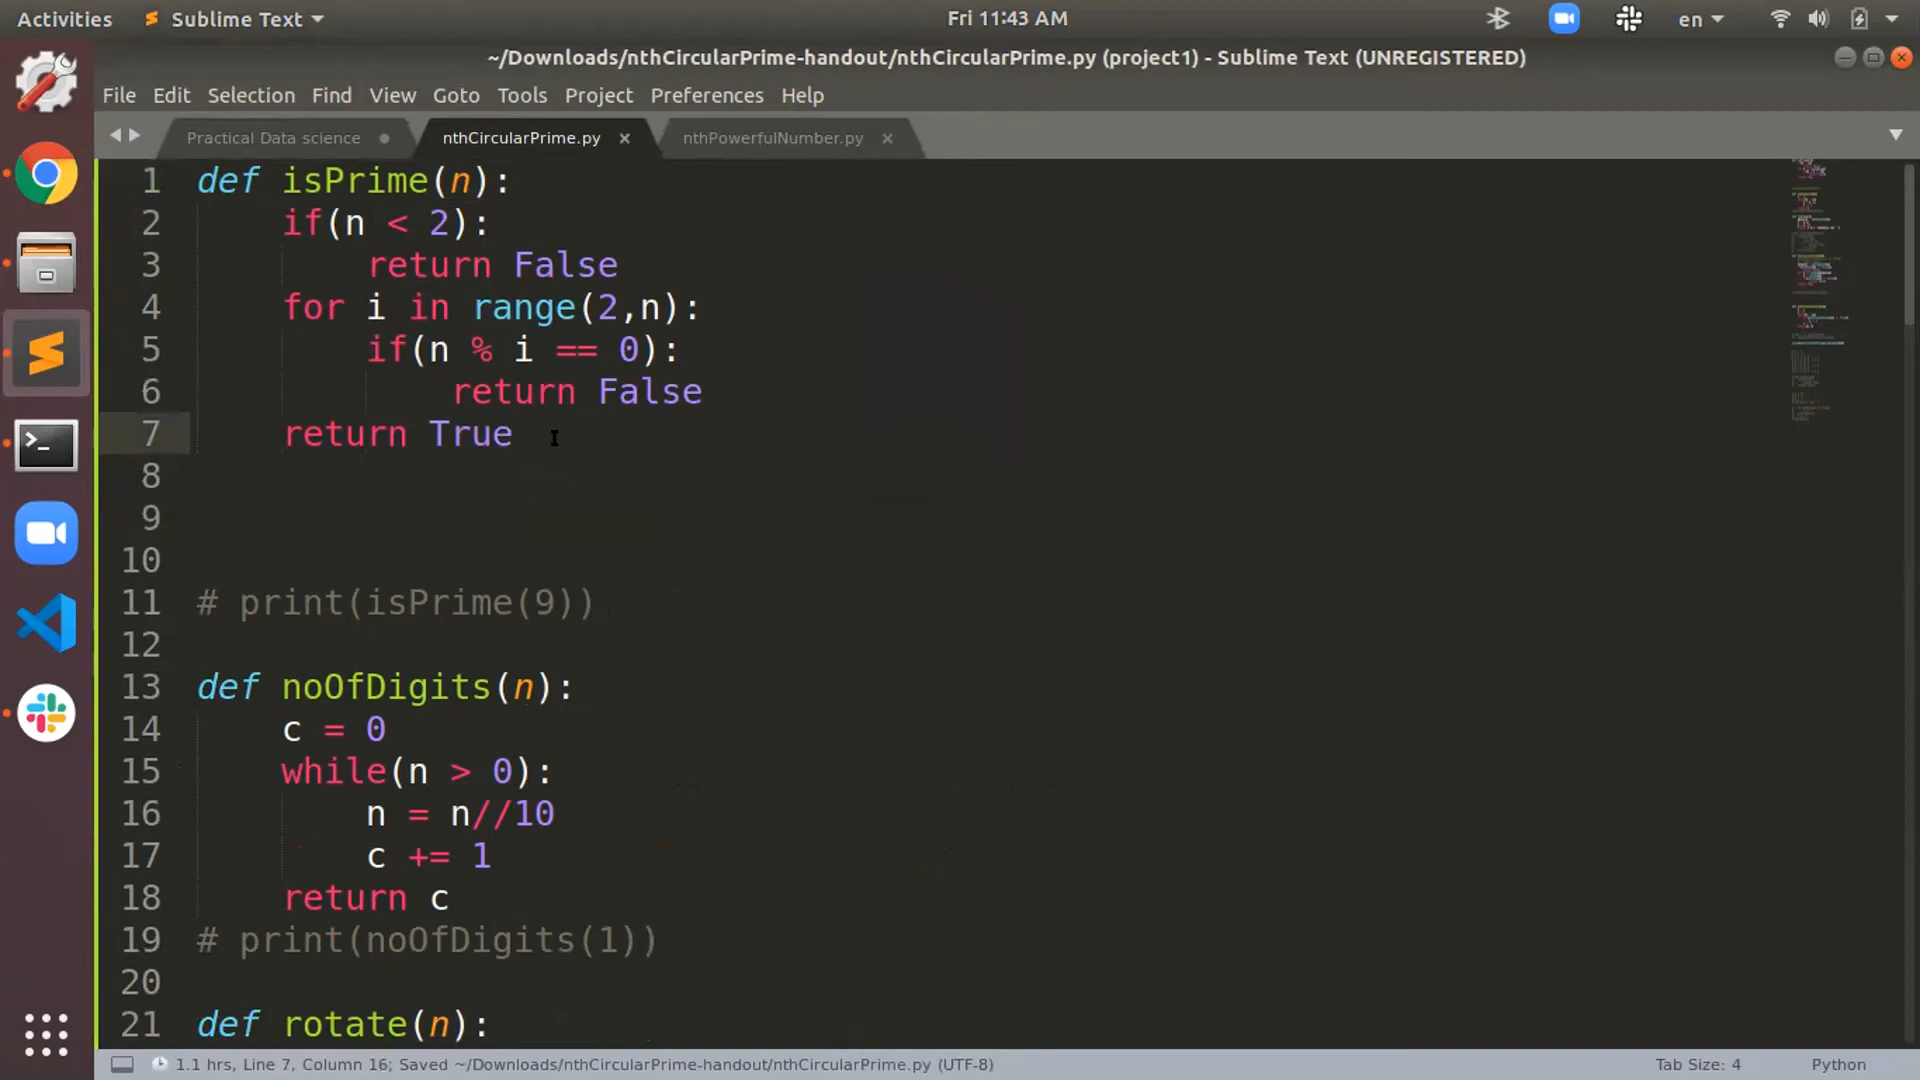 Activities Sublime Text Fri 11:43 AM en
~/Downloads/nthCircularPrime-handout/nthCircularPrime.py (project1) - Sublime Text (UNREGISTERED)
File Edit Selection Find View Goto Tools Project Preferences Help
Practical Data science nthCircularPrime.py nthPowerfulNumber.py
1 def isPrime(n):
2     if(n < 2):
3         return False
4     for i in range(2,n):
5         if(n % i == 0):
6             return False
7     return True
8
9
10
11 # print(isPrime(9))
12
13 def noOfDigits(n):
14     c = 0
15     while(n > 0):
16         n = n//10
17         c += 1
18     return c
19 # print(noOfDigits(1))
20
21 def rotate(n):
1.1 hrs, Line 7, Column 16; Saved ~/Downloads/nthCircularPrime-handout/nthCircularPrime.py (UTF-8) Tab Size: 4 Python